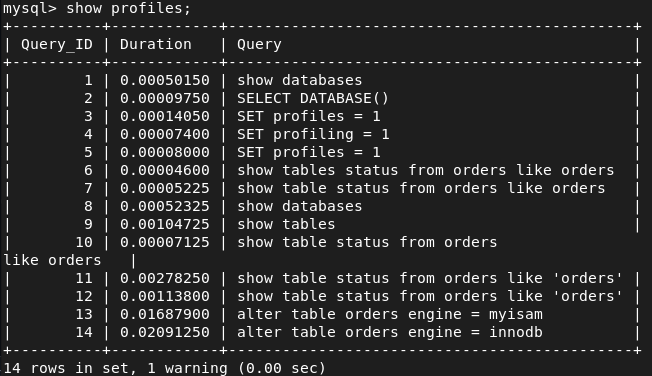 mysql> show profiles;
+----------+------------+---------------------------------------------+
| Query_ID | Duration   | Query                                       |
+----------+------------+---------------------------------------------+
|        1 | 0.00050150 | show databases                              |
|        2 | 0.00009750 | SELECT DATABASE()                           |
|        3 | 0.00014050 | SET profiles = 1                            |
|        4 | 0.00007400 | SET profiling = 1                           |
|        5 | 0.00008000 | SET profiles = 1                            |
|        6 | 0.00004600 | show tables status from orders like orders  |
|        7 | 0.00005225 | show table status from orders like orders   |
|        8 | 0.00052325 | show databases                              |
|        9 | 0.00104725 | show tables                                 |
|       10 | 0.00007125 | show table status from orders
like orders   |
|       11 | 0.00278250 | show table status from orders like 'orders' |
|       12 | 0.00113800 | show table status from orders like 'orders' |
|       13 | 0.01687900 | alter table orders engine = myisam          |
|       14 | 0.02091250 | alter table orders engine = innodb          |
+----------+------------+---------------------------------------------+
14 rows in set, 1 warning (0.00 sec)